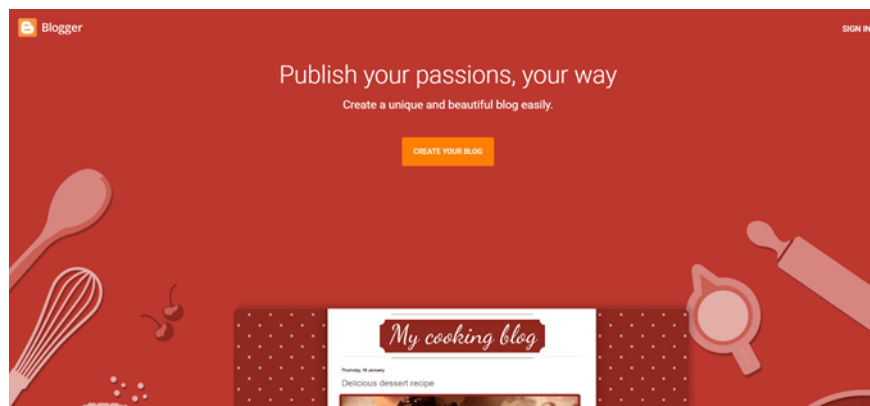 Blogger
SIGN IN
Publish your passions, your way
Create a unique and beautiful blog easily.
CREATE YOUR BLOG
My cooking blog
Thursday, 16 January
Delicious dessert recipe